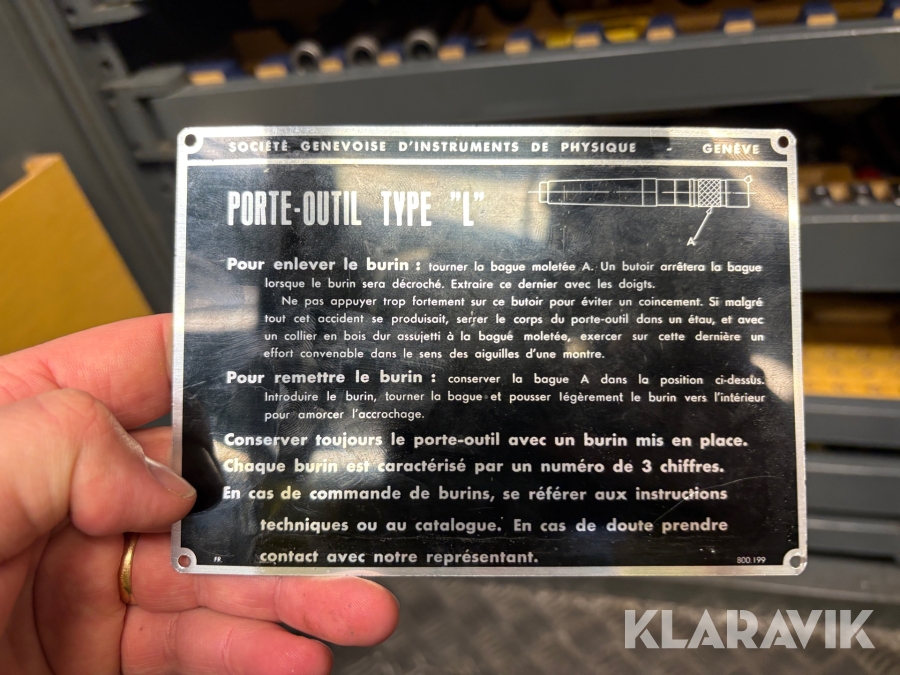 SOCIÉTÉ GENEVOISE D'INSTRUMENTS DE PHYSIQUE GENÈVE
PORTE-OUTIL TYPE "L"
A
Pour enlever le burin : tourner la bague moletée A. Un butoir arrêtera la bague
lorsque le burin sera décroché. Extraire ce dernier avec les doigts.
Ne pas appuyer trop fortement sur ce butoir pour éviter un coincement. Si malgré
tout cet accident se produisait, serrer le corps du porte-outil dans un étau, et avec
un collier en bois dur assujetti à la bague moletée, exercer sur cette dernière un
effort convenable dans le sens des aiguilles d'une montre.
Pour remettre le burin : conserver la bague A dans la position ci-dessus.
Introduire le burin, tourner la bague et pousser légèrement le burin vers l'intérieur
pour amorcer l'accrochage.
Conserver toujours le porte-outil avec un burin mis en place.
Chaque burin est caractérisé par un numéro de 3 chiffres.
En cas de commande de burins, se référer aux instructions
techniques ou au catalogue. En cas de doute prendre
contact avec notre représentant.
FR. 800.199
KLARAVIK